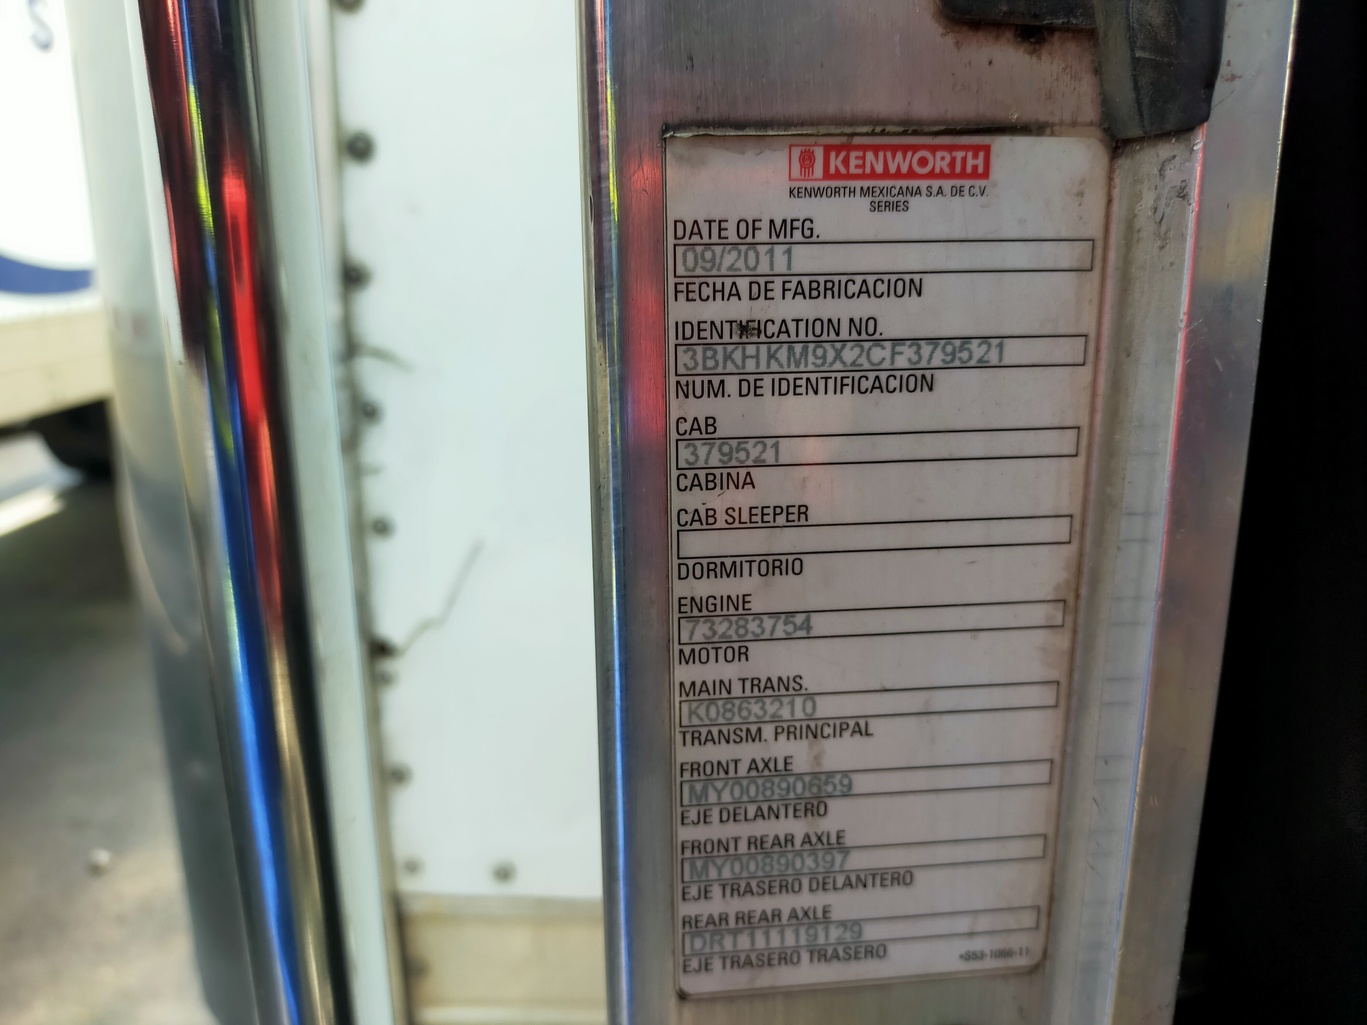 KENWORTH
KENWORTH MEXICANA S.A. DE C.V.
SERIES
DATE OF MFG.
09/2011
FECHA DE FABRICACION
IDENTIFICATION NO.
3BKHKM9X2CF379521
NUM. DE IDENTIFICACION
CAB
379521
CABINA
CAB SLEEPER
DORMITORIO
ENGINE
73283754
MOTOR
MAIN TRANS.
K0863210
TRANSM. PRINCIPAL
FRONT AXLE
MY00890659
EJE DELANTERO
FRONT REAR AXLE
MY00890397
EJE TRASERO DELANTERO
REAR REAR AXLE
DRT11119129
EJE TRASERO TRASERO